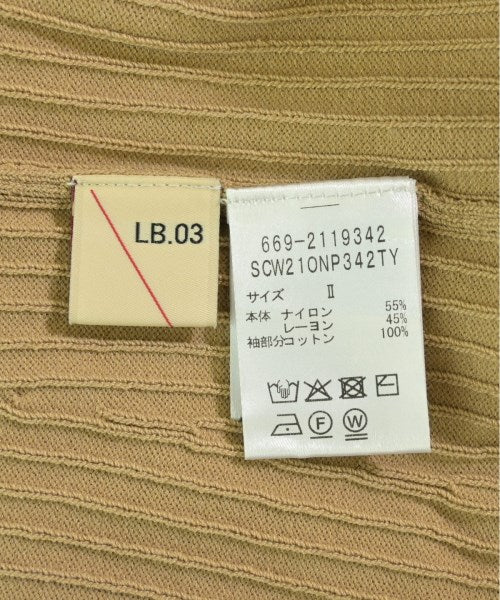 LB.03
669-2119342
SCW210NP342TY
サイズ II
本体 ナイロン 55%
レーヨン 45%
袖部分コットン 100%
F W